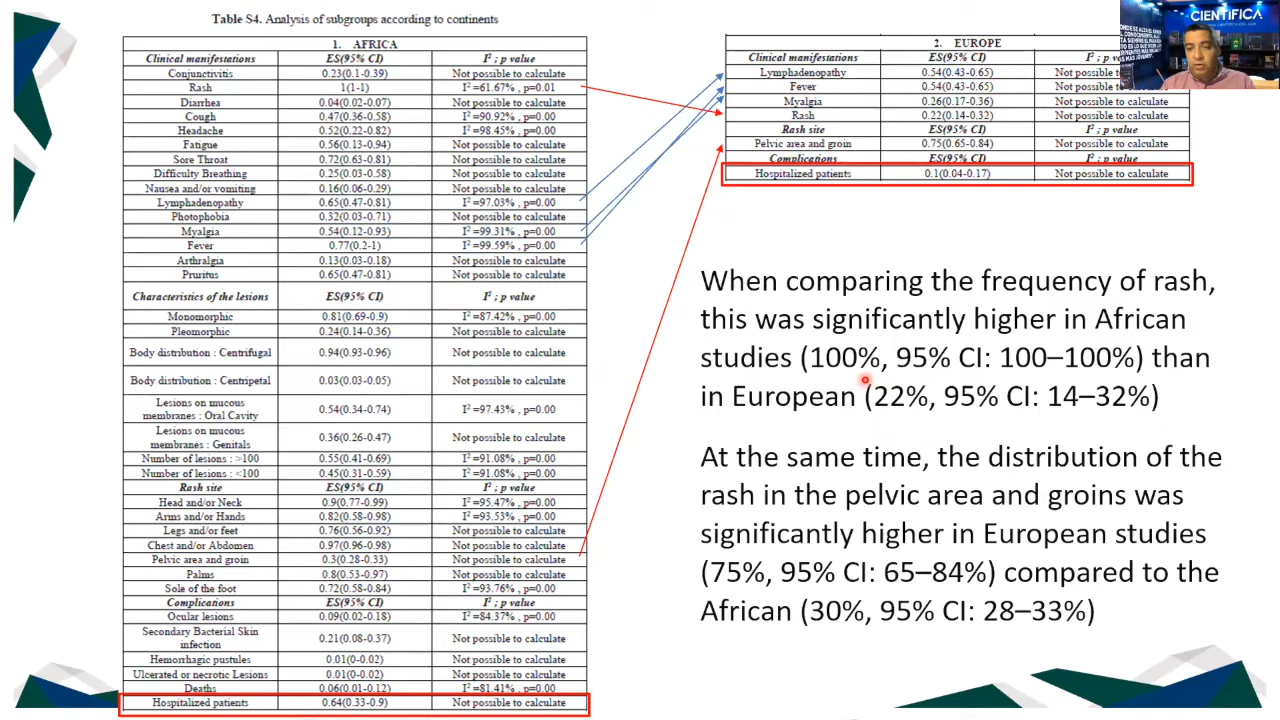 Table S4. Analysis of subgroups according to continents
1. AFRICA
Clinical manifestations ES(95% CI) I² ; p value
Conjunctivitis 0.23(0.1-0.39) Not possible to calculate
Rash 1(1-1) I² =61.67% , p=0.01
Diarrhea 0.04(0.02-0.07) Not possible to calculate
Cough 0.47(0.36-0.58) I² =90.92% , p=0.00
Headache 0.52(0.22-0.82) I² =98.45% , p=0.00
Fatigue 0.56(0.13-0.94) Not possible to calculate
Sore Throat 0.72(0.63-0.81) Not possible to calculate
Difficulty Breathing 0.25(0.03-0.58) Not possible to calculate
Nausea and/or vomiting 0.16(0.06-0.29) Not possible to calculate
Lymphadenopathy 0.65(0.47-0.81) I² =97.03% , p=0.00
Photophobia 0.32(0.03-0.71) Not possible to calculate
Myalgia 0.54(0.12-0.93) I² =99.31% , p=0.00
Fever 0.77(0.2-1) I² =99.59% , p=0.00
Arthralgia 0.13(0.03-0.18) Not possible to calculate
Pruritus 0.65(0.47-0.81) Not possible to calculate
Characteristics of the lesions ES(95% CI) I² ; p value
Monomorphic 0.81(0.69-0.9) I² =87.42% , p=0.00
Pleomorphic 0.24(0.14-0.36) Not possible to calculate
Body distribution : Centrifugal 0.94(0.93-0.96) Not possible to calculate
Body distribution : Centripetal 0.03(0.03-0.05) Not possible to calculate
Lesions on mucous
membranes : Oral Cavity 0.54(0.34-0.74) I² =97.43% , p=0.00
Lesions on mucous
membranes : Genitals 0.36(0.26-0.47) Not possible to calculate
Number of lesions : >100 0.55(0.41-0.69) I² =91.08% , p=0.00
Number of lesions : <100 0.45(0.31-0.59) I² =91.08% , p=0.00
Rash site ES(95% CI) I² ; p value
Head and/or Neck 0.9(0.77-0.99) I² =95.47% , p=0.00
Arms and/or Hands 0.82(0.58-0.98) I² =93.53% , p=0.00
Legs and/or feet 0.76(0.56-0.92) Not possible to calculate
Chest and/or Abdomen 0.97(0.96-0.98) Not possible to calculate
Pelvic area and groin 0.3(0.28-0.33) Not possible to calculate
Palms 0.8(0.53-0.97) Not possible to calculate
Sole of the foot 0.72(0.58-0.84) I² =93.76% , p=0.00
Complications ES(95% CI) I² ; p value
Ocular lesions 0.09(0.02-0.18) I² =84.37% , p=0.00
Secondary Bacterial Skin
infection 0.21(0.08-0.37) Not possible to calculate
Hemorrhagic pustules 0.01(0-0.02) Not possible to calculate
Ulcerated or necrotic Lesions 0.01(0-0.02) Not possible to calculate
Deaths 0.06(0.01-0.12) I² =81.41% , p=0.00
Hospitalized patients 0.64(0.33-0.9) Not possible to calculate
2. EUROPE
Clinical manifestations ES(95% CI) I² ; p
Lymphadenopathy 0.54(0.43-0.65) Not possible
Fever 0.54(0.43-0.65) Not possible
Myalgia 0.26(0.17-0.36) Not possible to calculate
Rash 0.22(0.14-0.32) Not possible to calculate
Rash site ES(95% CI) I² ; p value
Pelvic area and groin 0.75(0.65-0.84) Not possible to calculate
Complications ES(95% CI) I² ; p value
Hospitalized patients 0.1(0.04-0.17) Not possible to calculate
CIENTÍFICA
When comparing the frequency of rash,
this was significantly higher in African
studies (100%, 95% CI: 100–100%) than
in European (22%, 95% CI: 14–32%)
At the same time, the distribution of the
rash in the pelvic area and groins was
significantly higher in European studies
(75%, 95% CI: 65–84%) compared to the
African (30%, 95% CI: 28–33%)